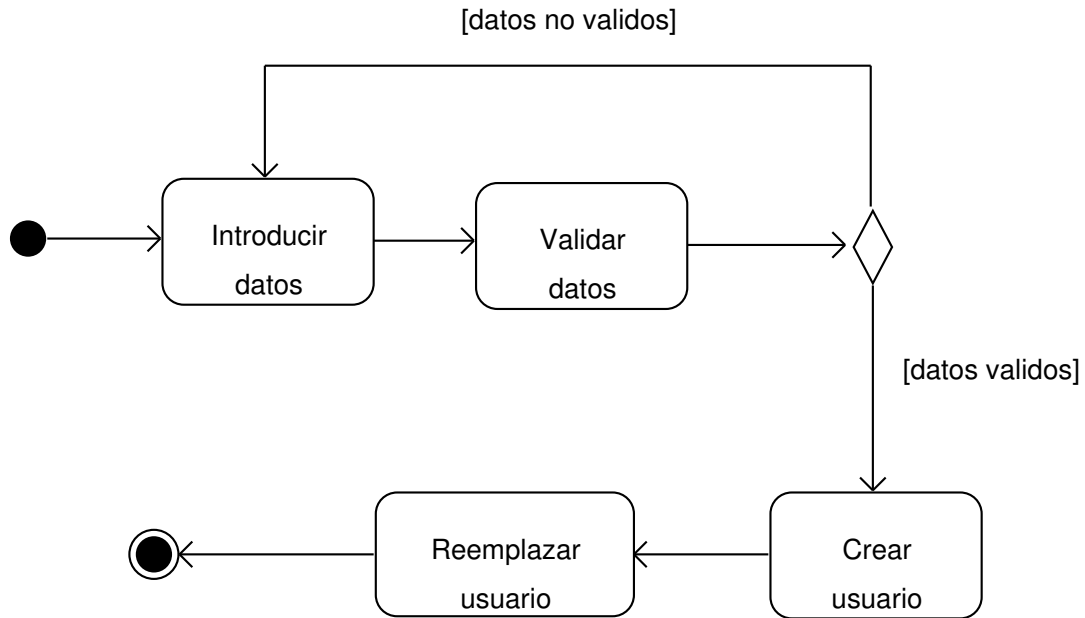 [datos no validos]
Introducir
datos
Validar
datos
[datos validos]
Reemplazar
usuario
Crear
usuario